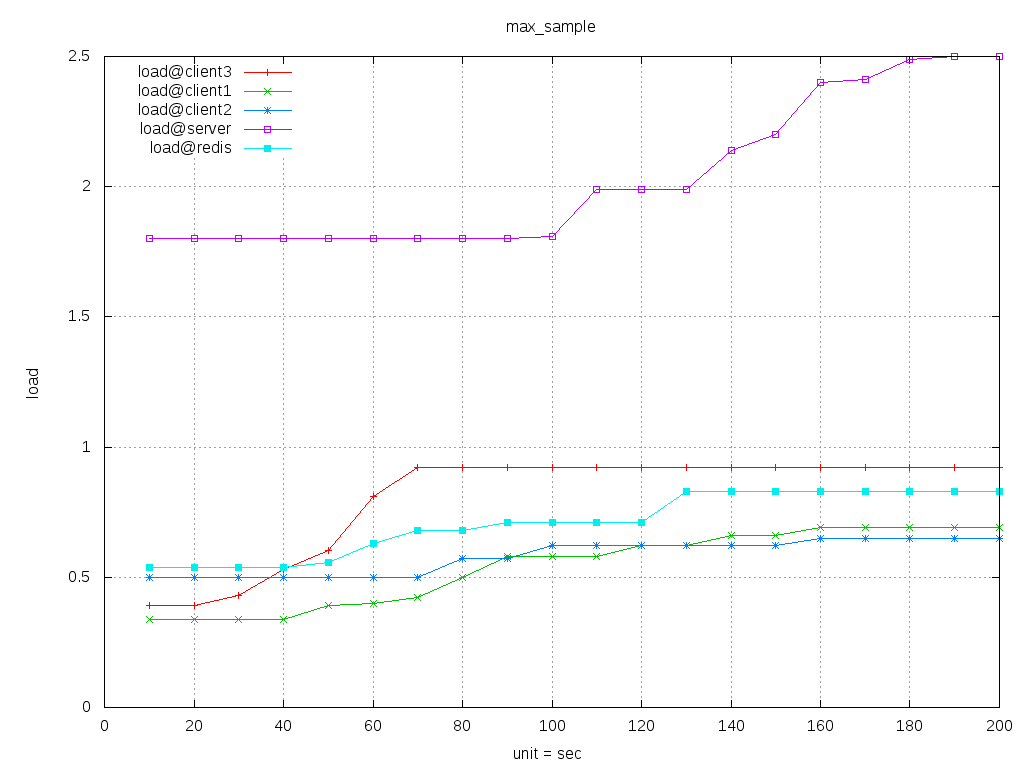 max_sample
load@client3
load@client1
load@client2
load@server
load@redis
2.5
2
1.5
1
0.5
0
load
0 20 40 60 80 100 120 140 160 180 200
unit = sec